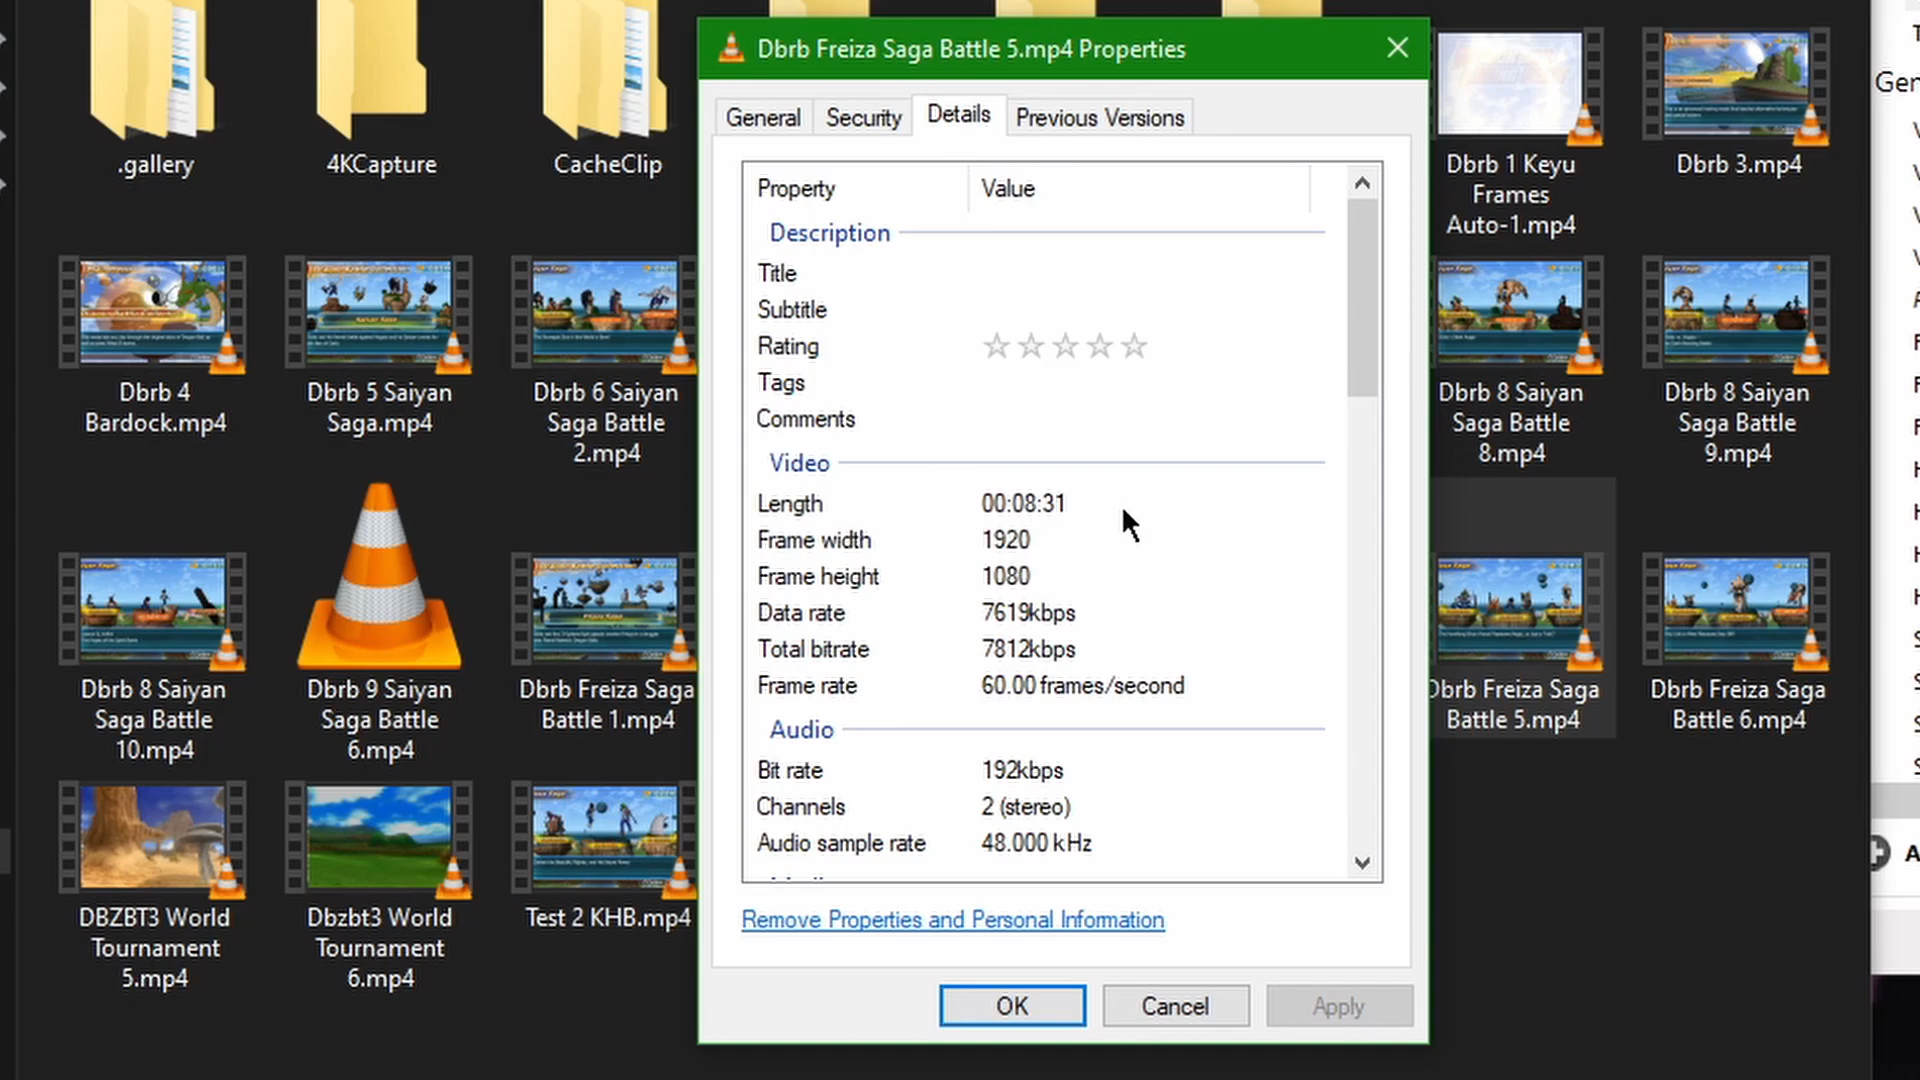 Dbrb Freiza Saga Battle 5.mp4 Properties
General
Security
Details
Previous Versions
Property
Value
Description
Title
Subtitle
Rating
Tags
Comments
Video
Length 00:08:31
Frame width 1920
Frame height 1080
Data rate 7619kbps
Total bitrate 7812kbps
Frame rate 60.00 frames/second
Audio
Bit rate 192kbps
Channels 2 (stereo)
Audio sample rate 48.000 kHz
Remove Properties and Personal Information
OK
Cancel
Apply
.gallery
4KCapture
CacheClip
Dbrb 1 Keyu
Frames
Auto-1.mp4
Dbrb 3.mp4
Dbrb 4
Bardock.mp4
Dbrb 5 Saiyan
Saga.mp4
Dbrb 6 Saiyan
Saga Battle
2.mp4
Dbrb 8 Saiyan
Saga Battle
8.mp4
Dbrb 8 Saiyan
Saga Battle
9.mp4
Dbrb 8 Saiyan
Saga Battle
10.mp4
Dbrb 9 Saiyan
Saga Battle
6.mp4
Dbrb Freiza Saga
Battle 1.mp4
Dbrb Freiza Saga
Battle 5.mp4
Dbrb Freiza Saga
Battle 6.mp4
DBZBT3 World
Tournament
5.mp4
Dbzbt3 World
Tournament
6.mp4
Test 2 KHB.mp4
Gen